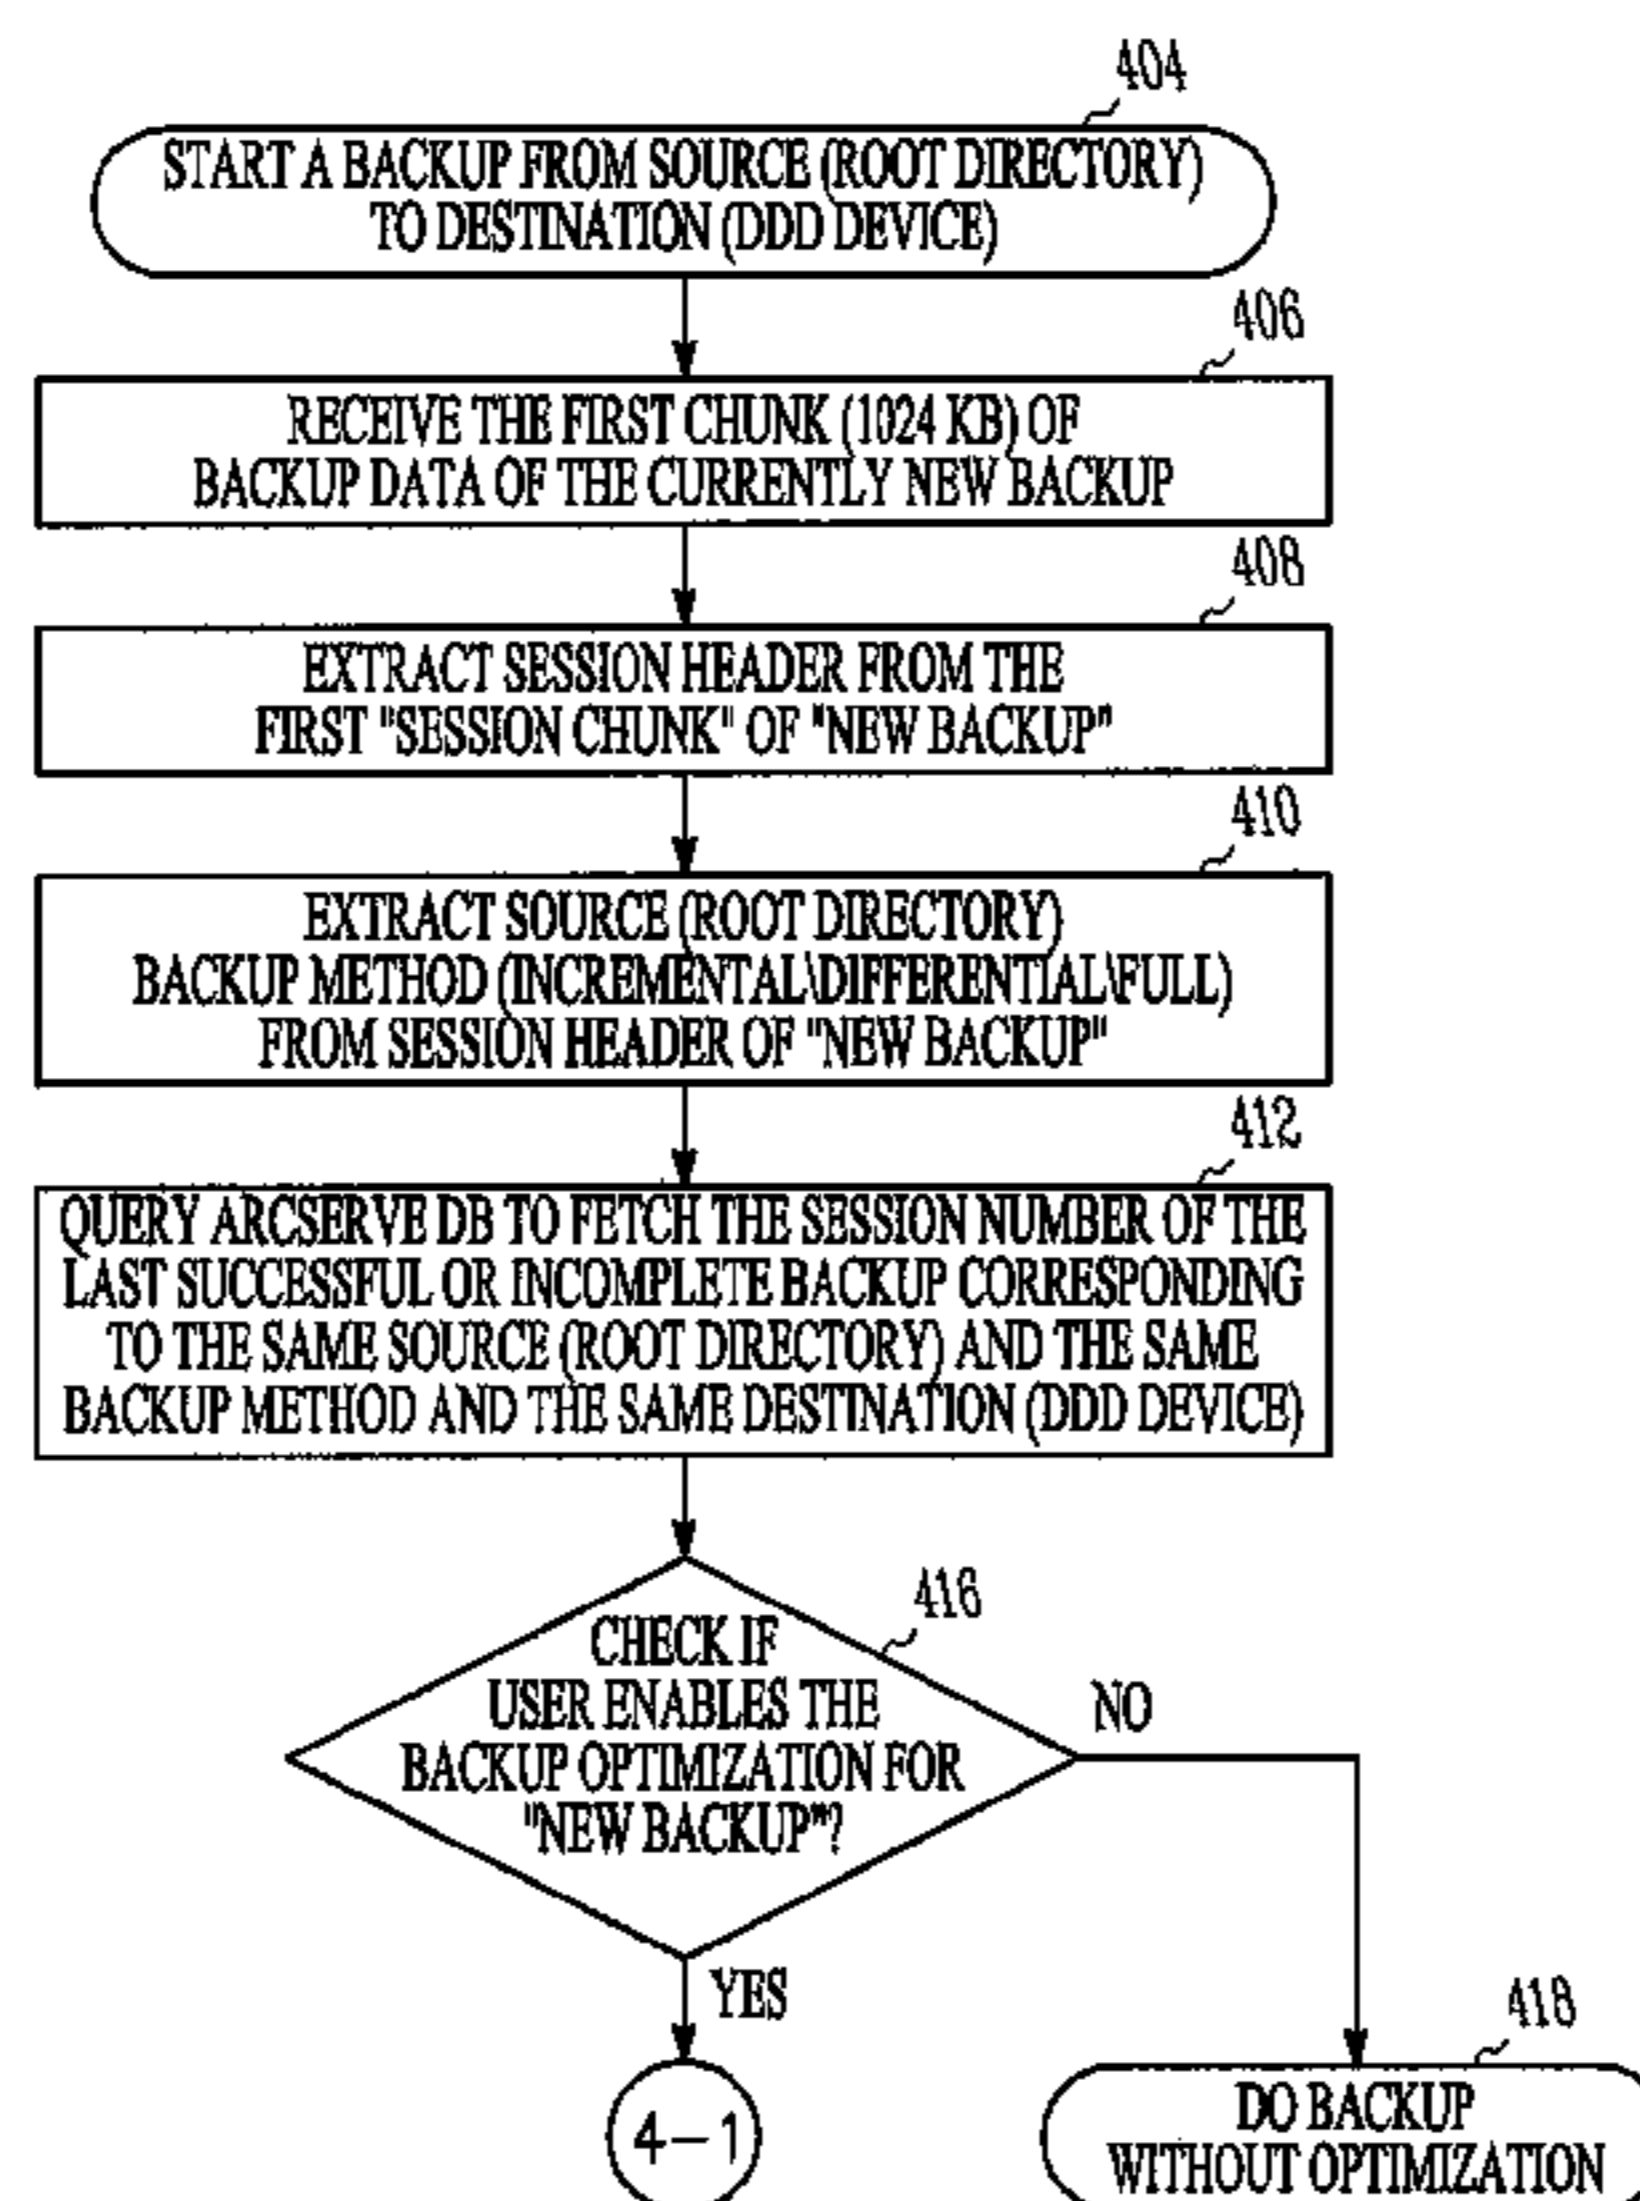 404
START A BACKUP FROM SOURCE (ROOT DIRECTORY)
TO DESTINATION (DDD DEVICE)
406
RECEIVE THE FIRST CHUNK (1024 KB) OF
BACKUP DATA OF THE CURRENTLY NEW BACKUP
408
EXTRACT SESSION HEADER FROM THE
FIRST "SESSION CHUNK" OF "NEW BACKUP"
410
EXTRACT SOURCE (ROOT DIRECTORY)
BACKUP METHOD (INCREMENTAL\DIFFERENTIAL\FULL)
FROM SESSION HEADER OF "NEW BACKUP"
412
QUERY ARCSERVE DB TO FETCH THE SESSION NUMBER OF THE
LAST SUCCESSFUL OR INCOMPLETE BACKUP CORRESPONDING
TO THE SAME SOURCE (ROOT DIRECTORY) AND THE SAME
BACKUP METHOD AND THE SAME DESTINATION (DDD DEVICE)
416
CHECK IF
USER ENABLES THE
BACKUP OPTIMIZATION FOR
"NEW BACKUP"?
NO
YES
418
4-1
DO BACKUP
WITHOUT OPTIMIZATION